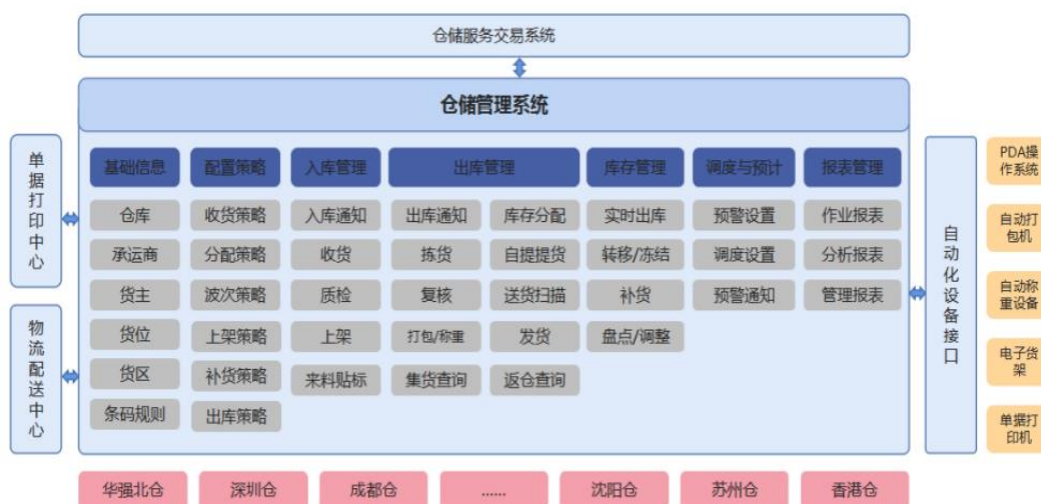 仓储服务交易系统
仓储管理系统
单据打印中心
物流配送中心
基础信息
配置策略
入库管理
出库管理
库存管理
调度与预计
报表管理
仓库
收货策略
入库通知
出库通知
库存分配
实时出库
预警设置
作业报表
承运商
分配策略
收货
拣货
自提提货
转移/冻结
调度设置
分析报表
货主
波次策略
质检
复核
送货扫描
补货
预警通知
管理报表
货位
上架策略
上架
打包/称重
发货
盘点/调整
货区
补货策略
来料贴标
集货查询
返仓查询
条码规则
出库策略
自动化设备接口
PDA操
作系统
自动打
包机
自动称
重设备
电子货
架
单据打
印机
华强北仓
深圳仓
成都仓
......
沈阳仓
苏州仓
香港仓